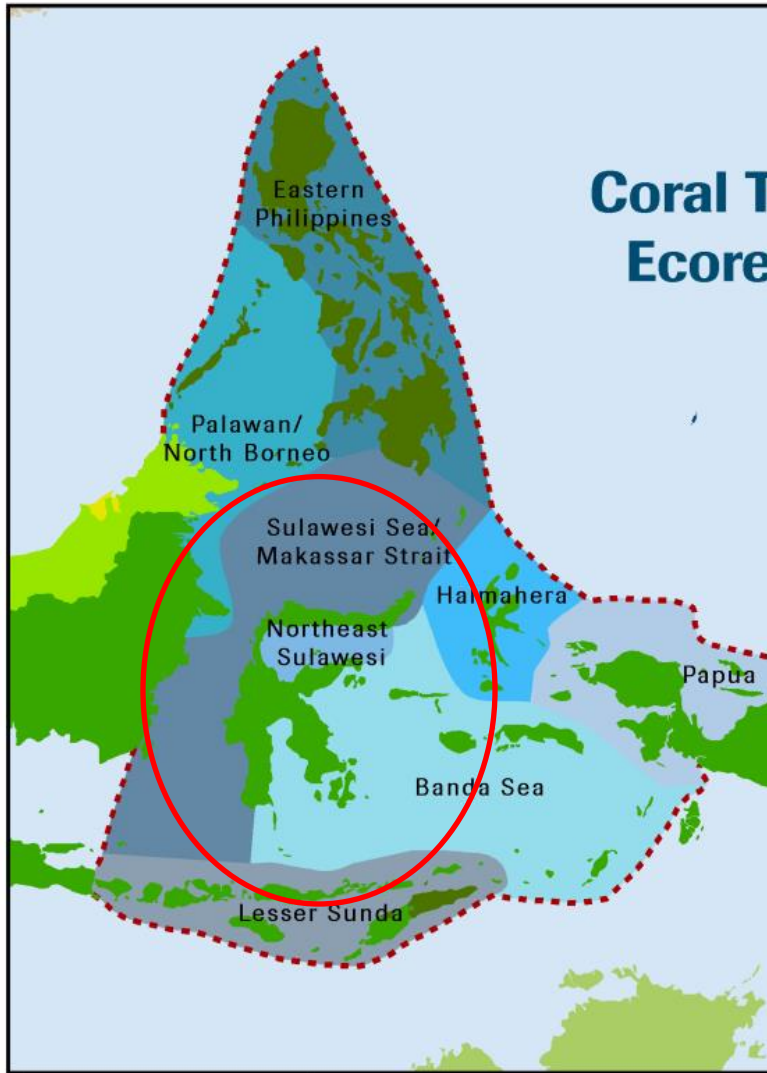 Coral T
Ecore
Eastern
Philippines
Palawan/
North Borneo
Sulawesi Sea/
Makassar Strait
Halmahera
Northeast
Sulawesi
Papua
Banda Sea
Lesser Sunda